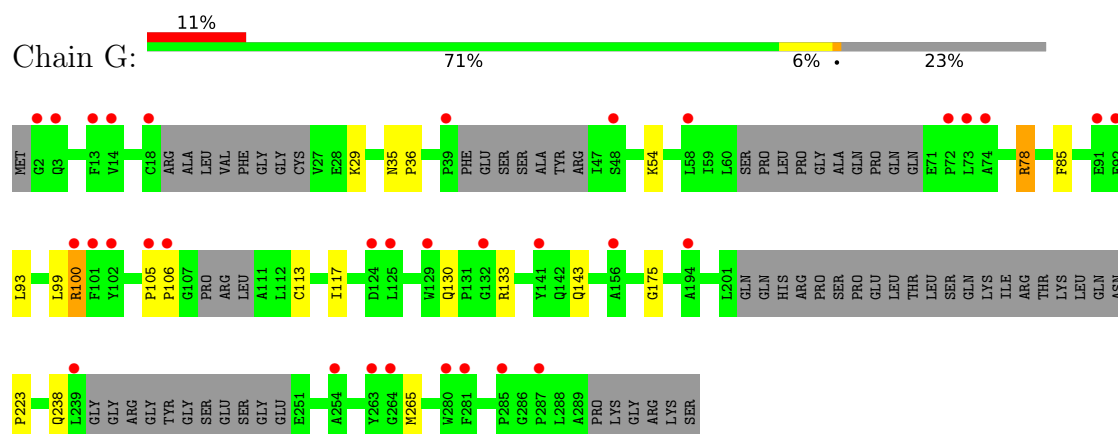 11%
Chain G:
71% 6% • 23%
MET G2 Q3 F13 V14 C18 ARG ALA LEU VAL PHE GLY GLY CYS V27 E28 K29 N35 P36 P39 PHE GLU SER SER ALA TYR ARG I47 S48 K54 L58 I59 L60 SER PRO LEU PRO GLY ALA GLN PRO GLN GLN E71 P72 L73 A74 R78 F85 E91
L93 L99 R100 F101 Y102 P105 P106 G107 PRO ARG LEU A111 L112 C113 I117 D124 L125 W129 Q130 P131 G132 R133 Y141 Q142 Q143 A156 G175 A194 L201 GLN GLN HIS ARG PRO SER PRO GLU LEU THR LEU SER GLN LYS ILE ARG THR LYS LEU GLN ASN
P223 Q238 L239 GLY GLY ARG GLY TYR GLY SER GLU SER GLY GLU E251 A254 Y263 G264 M265 W280 F281 P285 G286 P287 L288 A289 PRO LYS GLY ARG LYS SER